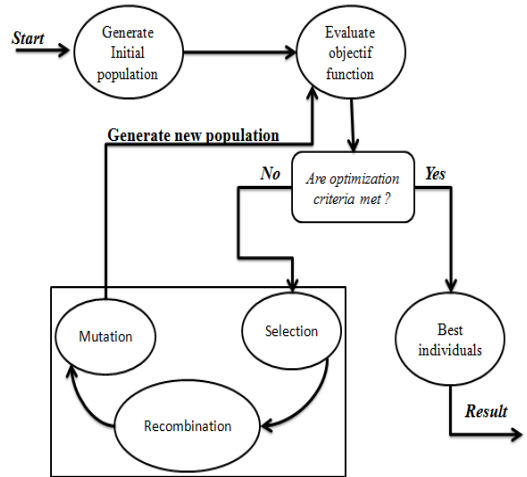 Start
Generate
Initial
population
Evaluate
objectif
function
Generate new population
No
Are optimization
criteria met ?
Yes
Mutation
Selection
Recombination
Best
individuals
Result